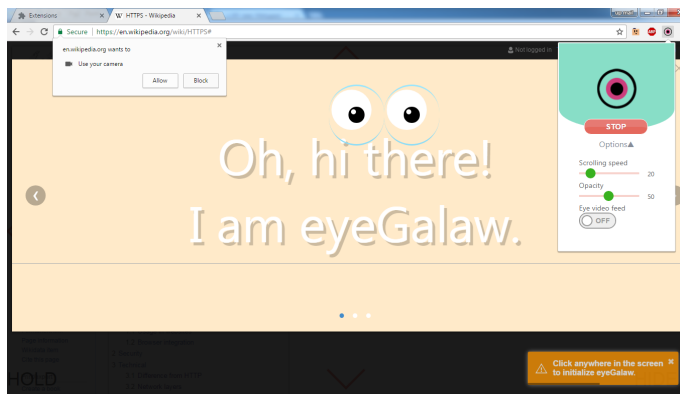 Extensions
HTTPS - Wikipedia
Secure
https://en.wikipedia.org/wiki/HTTPS#
en.wikipedia.org wants to
Use your camera
Allow
Block
Not logged in
Oh, hi there!
I am eyeGalaw.
STOP
Options
Scrolling speed
20
Opacity
50
Eye video feed
OFF
HOLD
Click anywhere in the screen
to initialize eyeGalaw.